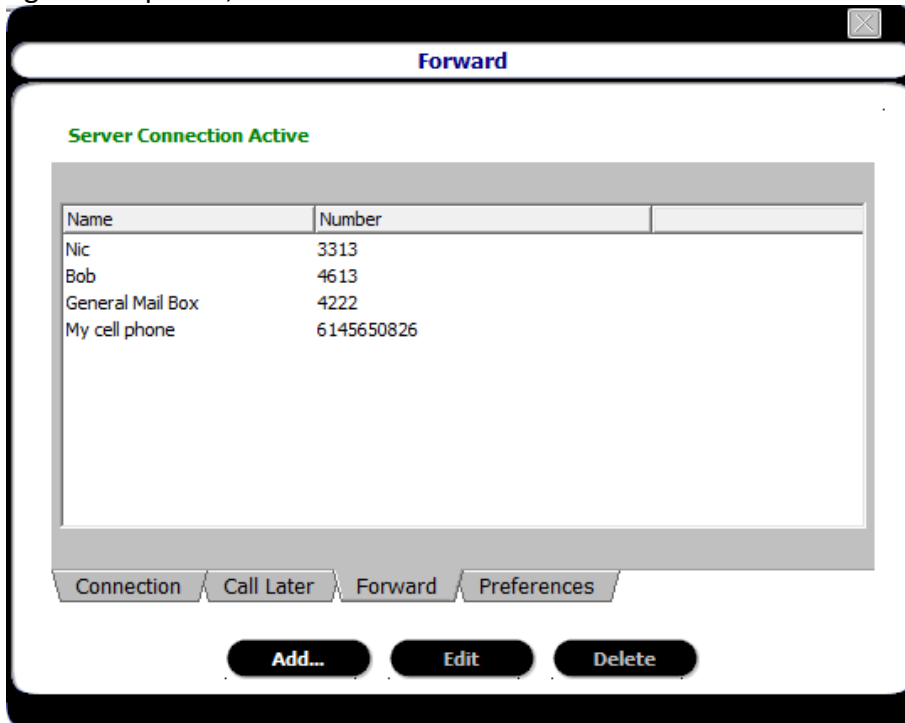 Forward
Server Connection Active
Name Number
Nic 3313
Bob 4613
General Mail Box 4222
My cell phone 6145650826
Connection Call Later Forward Preferences
Add... Edit Delete